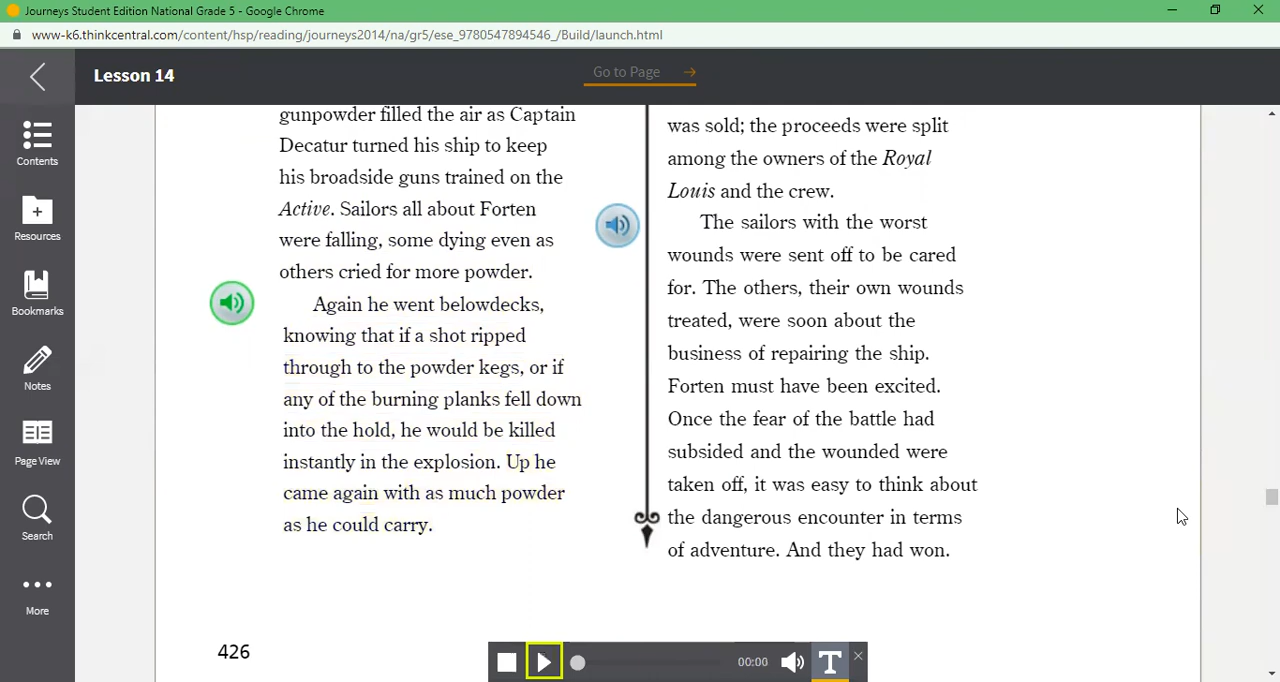 Journeys Student Edition National Grade 5 - Google Chrome
www-k6.thinkcentral.com/content/hsp/reading/journeys2014/na/gr5/ese_9780547894546_/Build/launch.html
Lesson 14
Go to Page
Contents
Resources
Bookmarks
Notes
Page View
Search
More
gunpowder filled the air as Captain
Decatur turned his ship to keep
his broadside guns trained on the
Active. Sailors all about Forten
were falling, some dying even as
others cried for more powder.
Again he went belowdecks,
knowing that if a shot ripped
through to the powder kegs, or if
any of the burning planks fell down
into the hold, he would be killed
instantly in the explosion. Up he
came again with as much powder
as he could carry.
426
was sold; the proceeds were split
among the owners of the Royal
Louis and the crew.
The sailors with the worst
wounds were sent off to be cared
for. The others, their own wounds
treated, were soon about the
business of repairing the ship.
Forten must have been excited.
Once the fear of the battle had
subsided and the wounded were
taken off, it was easy to think about
the dangerous encounter in terms
of adventure. And they had won.
00:00
T